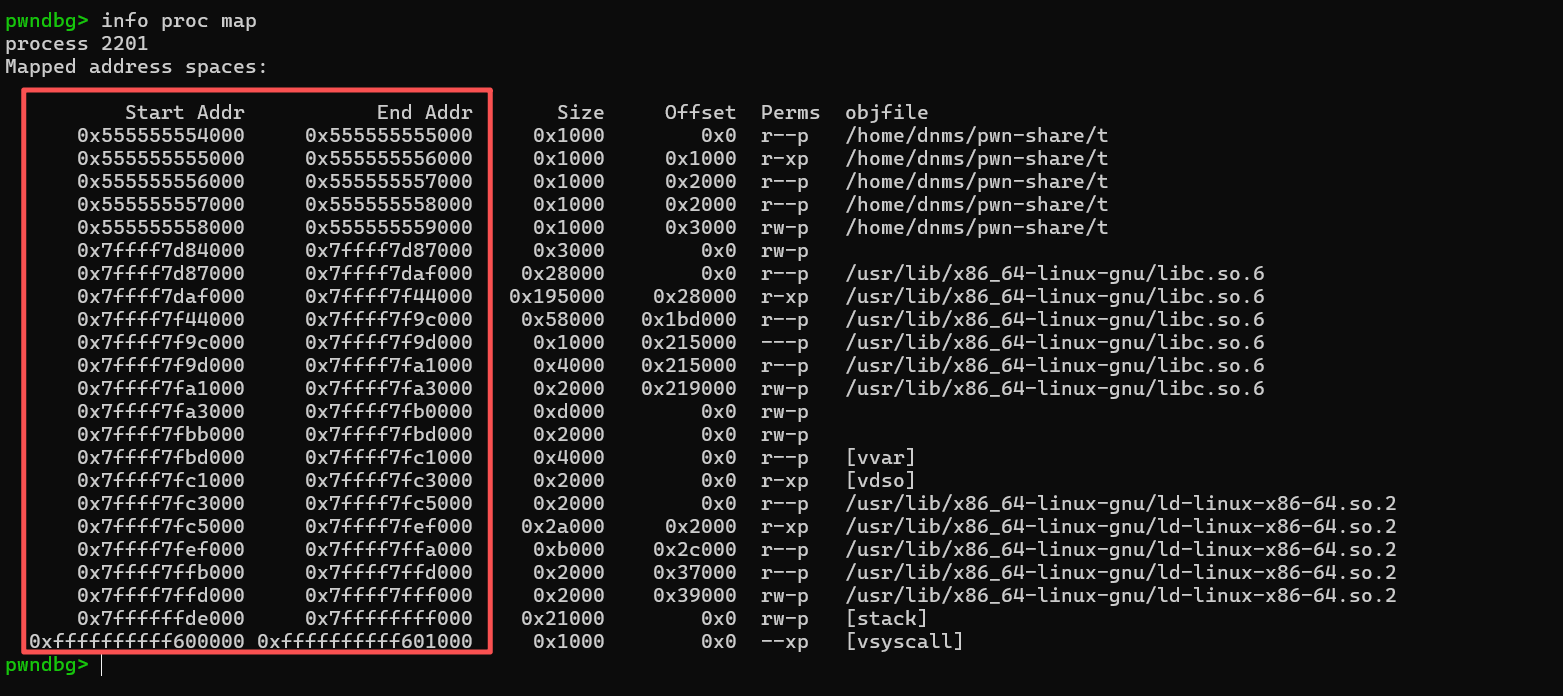 pwndbg> info proc map
process 2201
Mapped address spaces:
Start Addr End Addr Size Offset Perms objfile
0x555555554000 0x555555555000 0x1000 0x0 r--p /home/dnms/pwn-share/t
0x555555555000 0x555555556000 0x1000 0x1000 r-xp /home/dnms/pwn-share/t
0x555555556000 0x555555557000 0x1000 0x2000 r--p /home/dnms/pwn-share/t
0x555555557000 0x555555558000 0x1000 0x2000 r--p /home/dnms/pwn-share/t
0x555555558000 0x555555559000 0x1000 0x3000 rw-p /home/dnms/pwn-share/t
0x7ffff7d84000 0x7ffff7d87000 0x3000 0x0 rw-p
0x7ffff7d87000 0x7ffff7daf000 0x28000 0x0 r--p /usr/lib/x86_64-linux-gnu/libc.so.6
0x7ffff7daf000 0x7ffff7f44000 0x195000 0x28000 r-xp /usr/lib/x86_64-linux-gnu/libc.so.6
0x7ffff7f44000 0x7ffff7f9c000 0x58000 0x1bd000 r--p /usr/lib/x86_64-linux-gnu/libc.so.6
0x7ffff7f9c000 0x7ffff7f9d000 0x1000 0x215000 ---p /usr/lib/x86_64-linux-gnu/libc.so.6
0x7ffff7f9d000 0x7ffff7fa1000 0x4000 0x215000 r--p /usr/lib/x86_64-linux-gnu/libc.so.6
0x7ffff7fa1000 0x7ffff7fa3000 0x2000 0x219000 rw-p /usr/lib/x86_64-linux-gnu/libc.so.6
0x7ffff7fa3000 0x7ffff7fb0000 0xd000 0x0 rw-p
0x7ffff7fbb000 0x7ffff7fbd000 0x2000 0x0 rw-p
0x7ffff7fbd000 0x7ffff7fc1000 0x4000 0x0 r--p [vvar]
0x7ffff7fc1000 0x7ffff7fc3000 0x2000 0x0 r-xp [vdso]
0x7ffff7fc3000 0x7ffff7fc5000 0x2000 0x0 r--p /usr/lib/x86_64-linux-gnu/ld-linux-x86-64.so.2
0x7ffff7fc5000 0x7ffff7fef000 0x2a000 0x2000 r-xp /usr/lib/x86_64-linux-gnu/ld-linux-x86-64.so.2
0x7ffff7fef000 0x7ffff7ffa000 0xb000 0x2c000 r--p /usr/lib/x86_64-linux-gnu/ld-linux-x86-64.so.2
0x7ffff7ffb000 0x7ffff7ffd000 0x2000 0x37000 r--p /usr/lib/x86_64-linux-gnu/ld-linux-x86-64.so.2
0x7ffff7ffd000 0x7ffff7fff000 0x2000 0x39000 rw-p /usr/lib/x86_64-linux-gnu/ld-linux-x86-64.so.2
0x7ffffffde000 0x7ffffffff000 0x21000 0x0 rw-p [stack]
0xffffffffff600000 0xffffffffff601000 0x1000 0x0 --xp [vsyscall]
pwndbg>